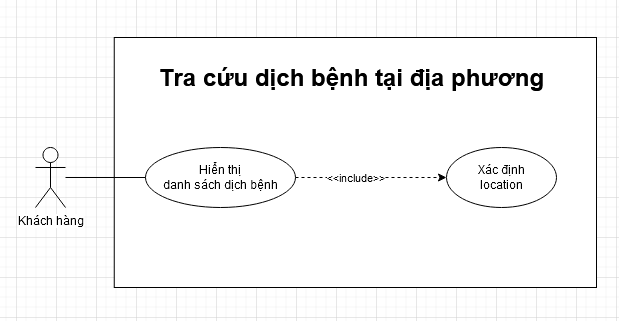 Tra cứu dịch bệnh tại địa phương
Hiển thị
danh sách dịch bệnh
<<include>>
Xác định
location
Khách hàng